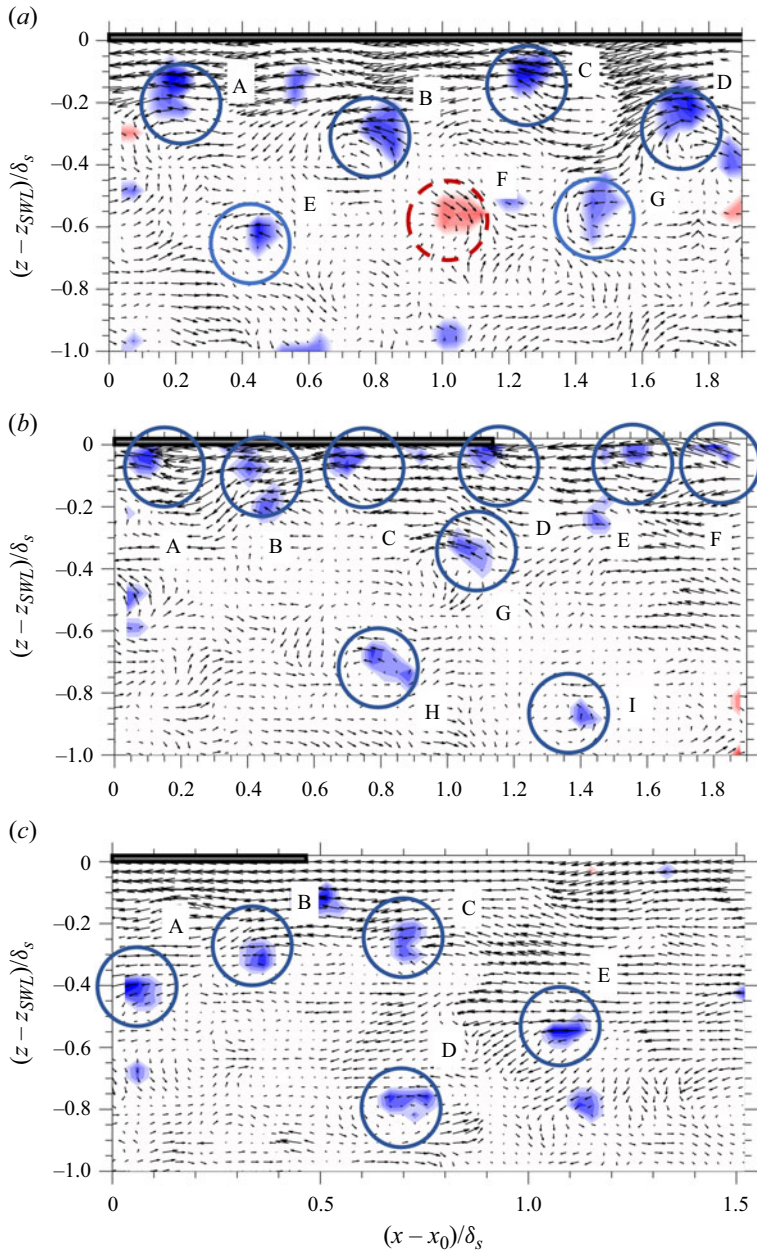 (a)
0
A
B
C
D
–0.2
–0.4
E
F
G
–0.6
–0.8
–1.0
(z – z_SWL)/δ_s
0 0.2 0.4 0.6 0.8 1.0 1.2 1.4 1.6 1.8
(b)
0
–0.2
A B C D E F
–0.4
G
–0.6
H I
–0.8
–1.0
(z – z_SWL)/δ_s
0 0.2 0.4 0.6 0.8 1.0 1.2 1.4 1.6 1.8
(c)
0
A B C
–0.2
–0.4
E
–0.6
D
–0.8
–1.0
(z – z_SWL)/δ_s
0 0.5 1.0 1.5
(x – x_0)/δ_s